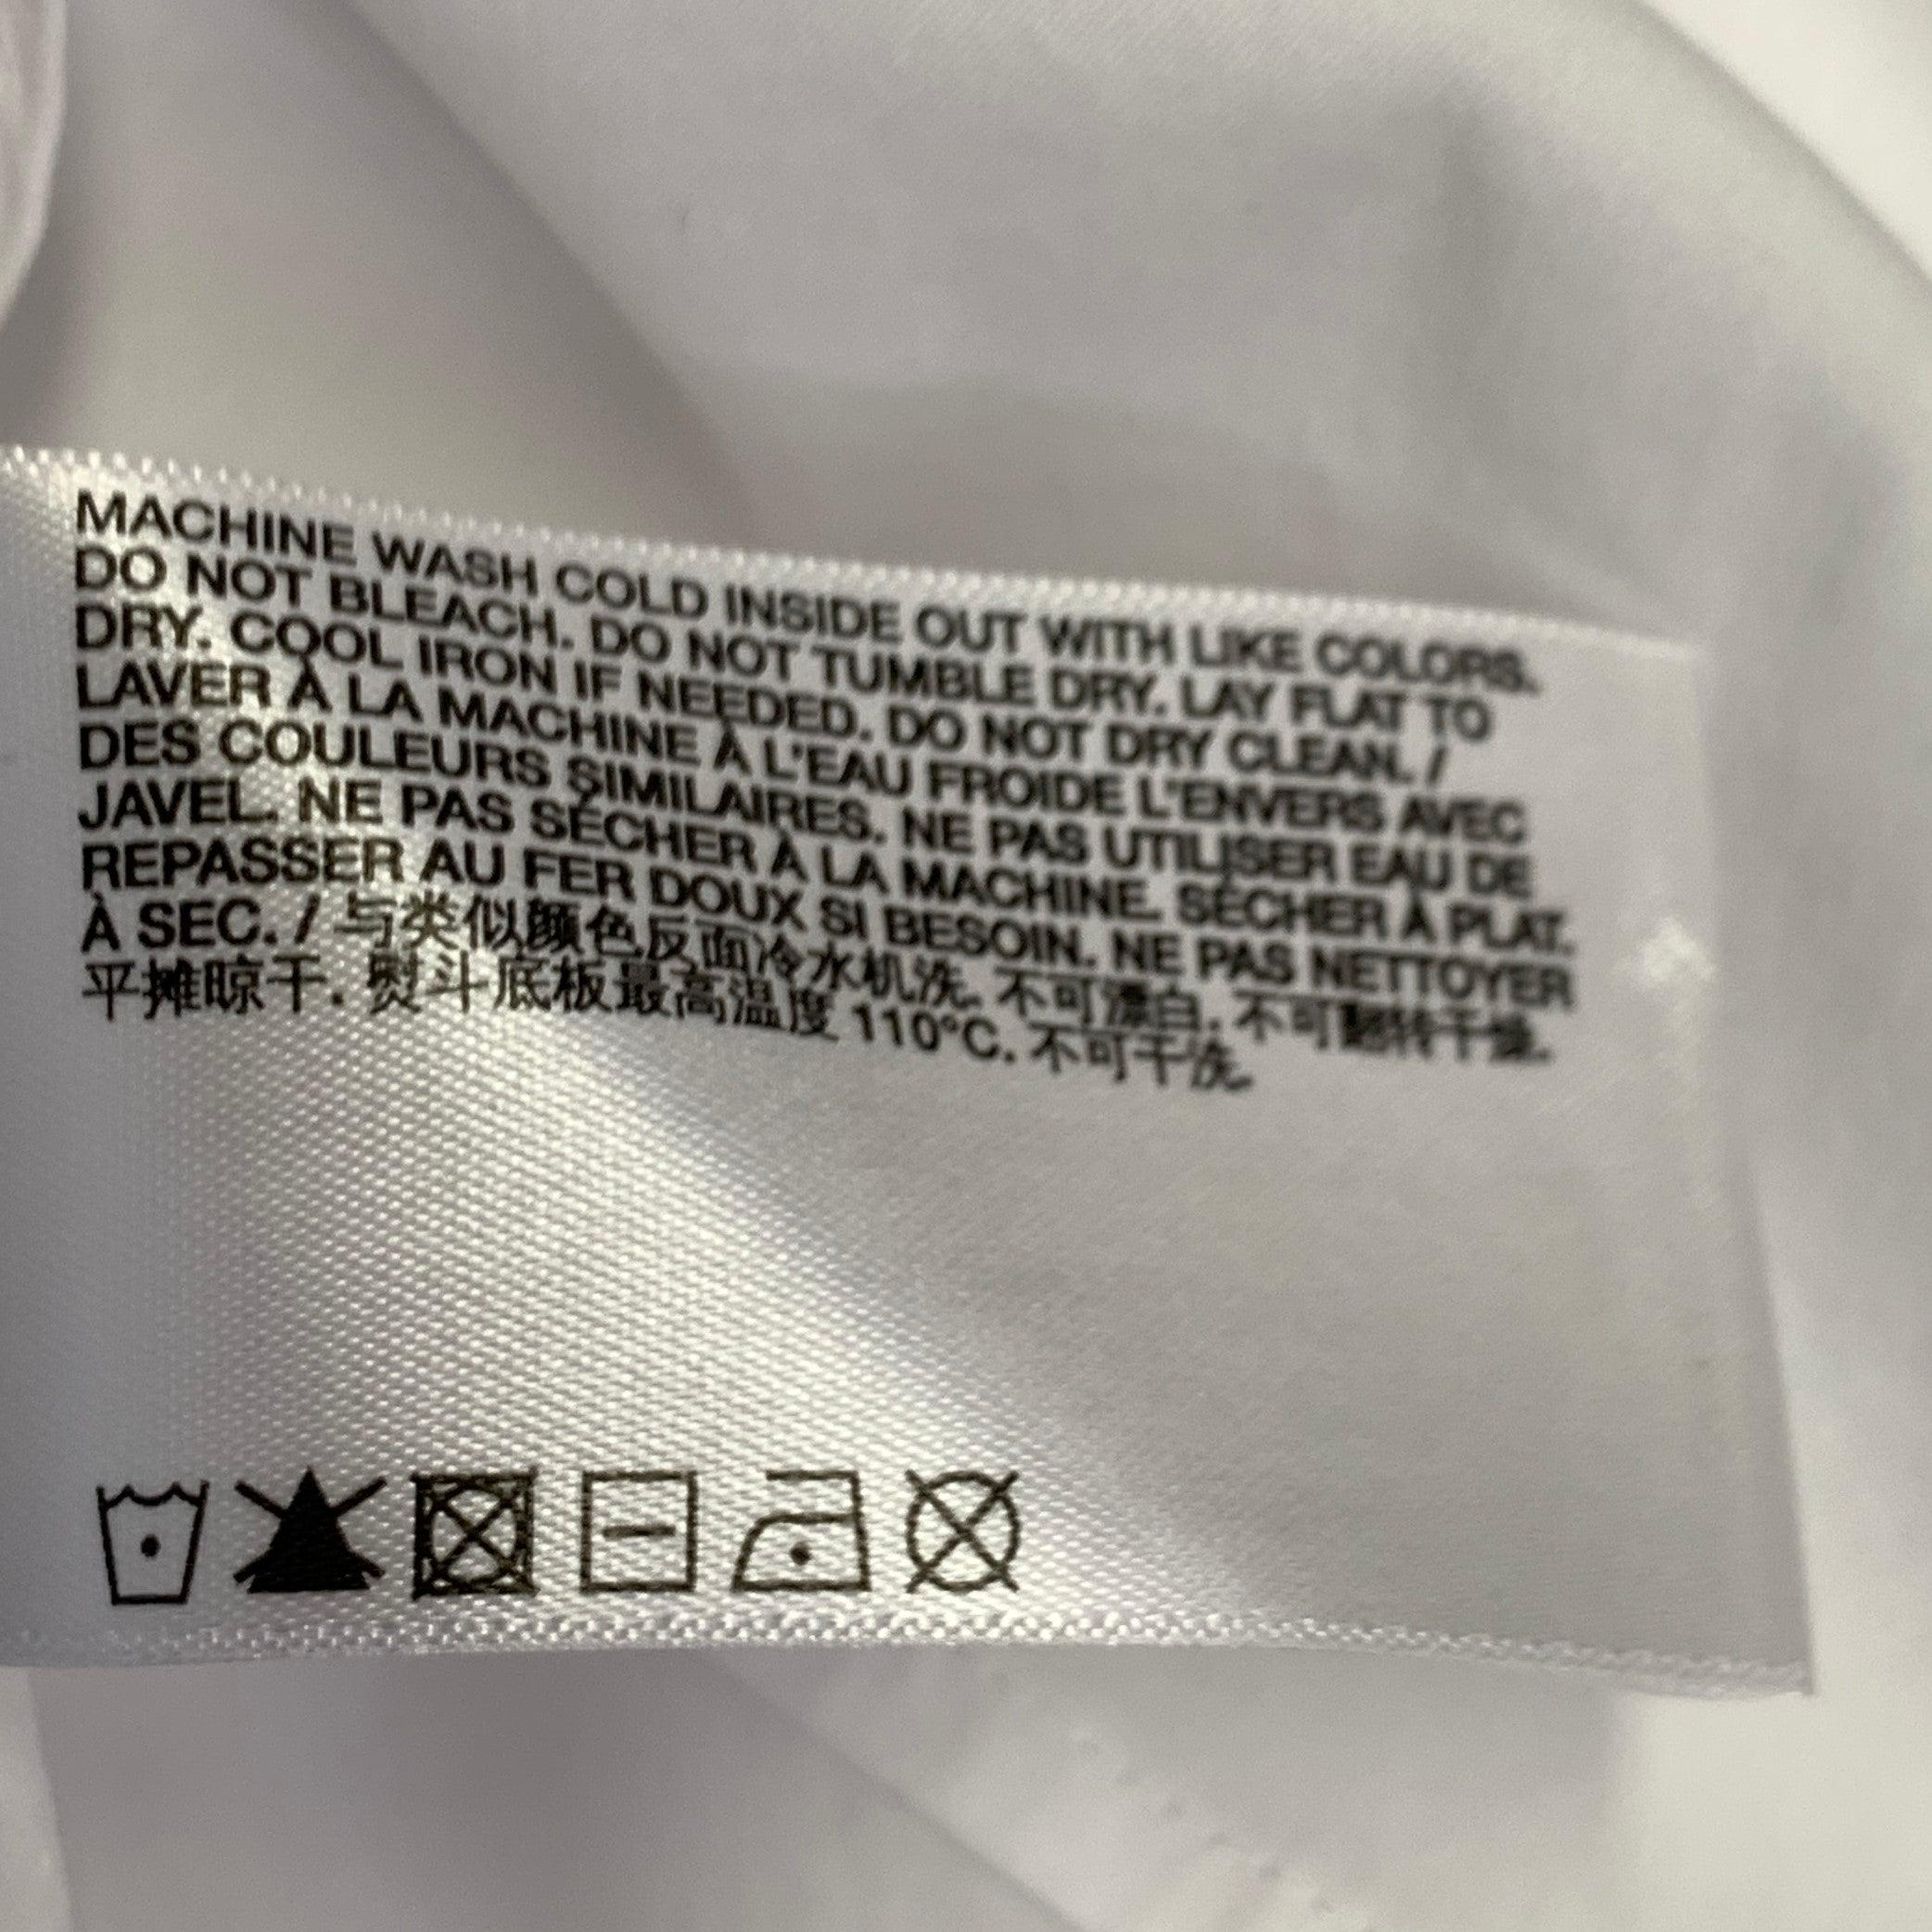 MACHINE WASH COLD INSIDE OUT WITH LIKE COLORS.
DO NOT BLEACH. DO NOT TUMBLE DRY. LAY FLAT TO
DRY. COOL IRON IF NEEDED. DO NOT DRY CLEAN. /
LAVER À LA MACHINE À L'EAU FROIDE L'ENVERS AVEC
DES COULEURS SIMILAIRES. NE PAS UTILISER EAU DE
JAVEL. NE PAS SÉCHER À LA MACHINE. SÉCHER À PLAT.
REPASSER AU FER DOUX SI BESOIN. NE PAS NETTOYER
À SEC. / 与类似颜色反面冷水机洗. 不可漂白. 不可翻转干燥.
平摊晾干. 熨斗底板最高温度 110°C. 不可干洗.